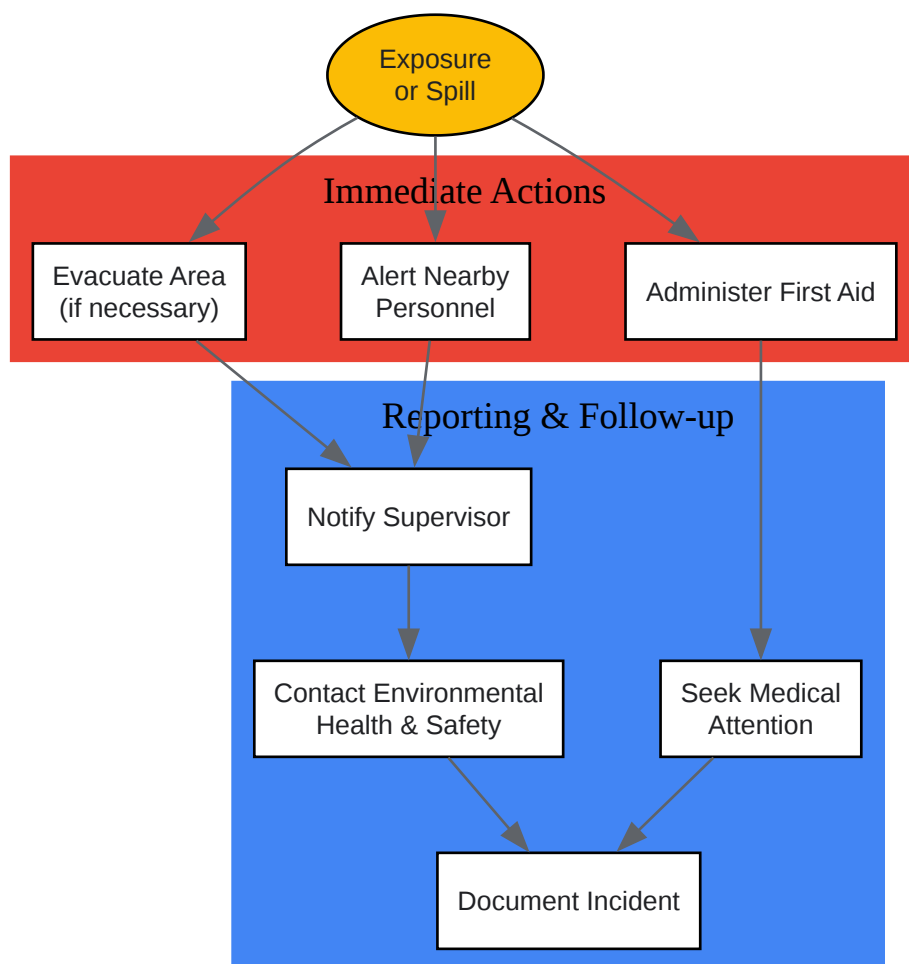 Exposure
or Spill
Immediate Actions
Evacuate Area
(if necessary)
Alert Nearby
Personnel
Administer First Aid
Reporting & Follow-up
Notify Supervisor
Contact Environmental
Health & Safety
Seek Medical
Attention
Document Incident